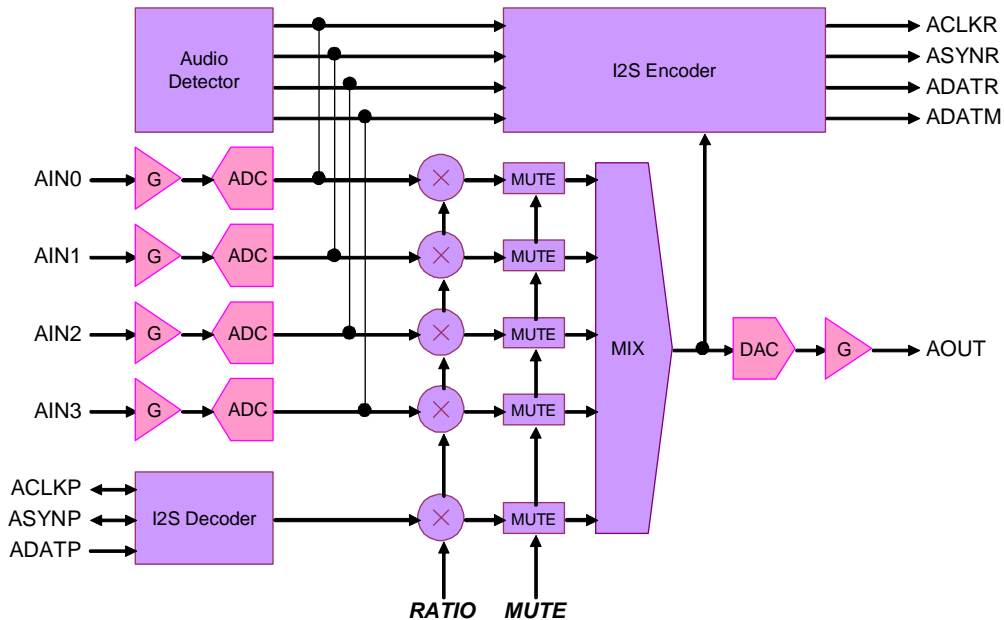 Audio
Detector
I2S Encoder
ACLKR
ASYNR
ADATR
ADATM
AIN0
G
ADC
MUTE
AIN1
G
ADC
MUTE
AIN2
G
ADC
MUTE
MIX
DAC
G
AOUT
AIN3
G
ADC
MUTE
ACLKP
ASYNP
ADATP
I2S Decoder
MUTE
RATIO
MUTE